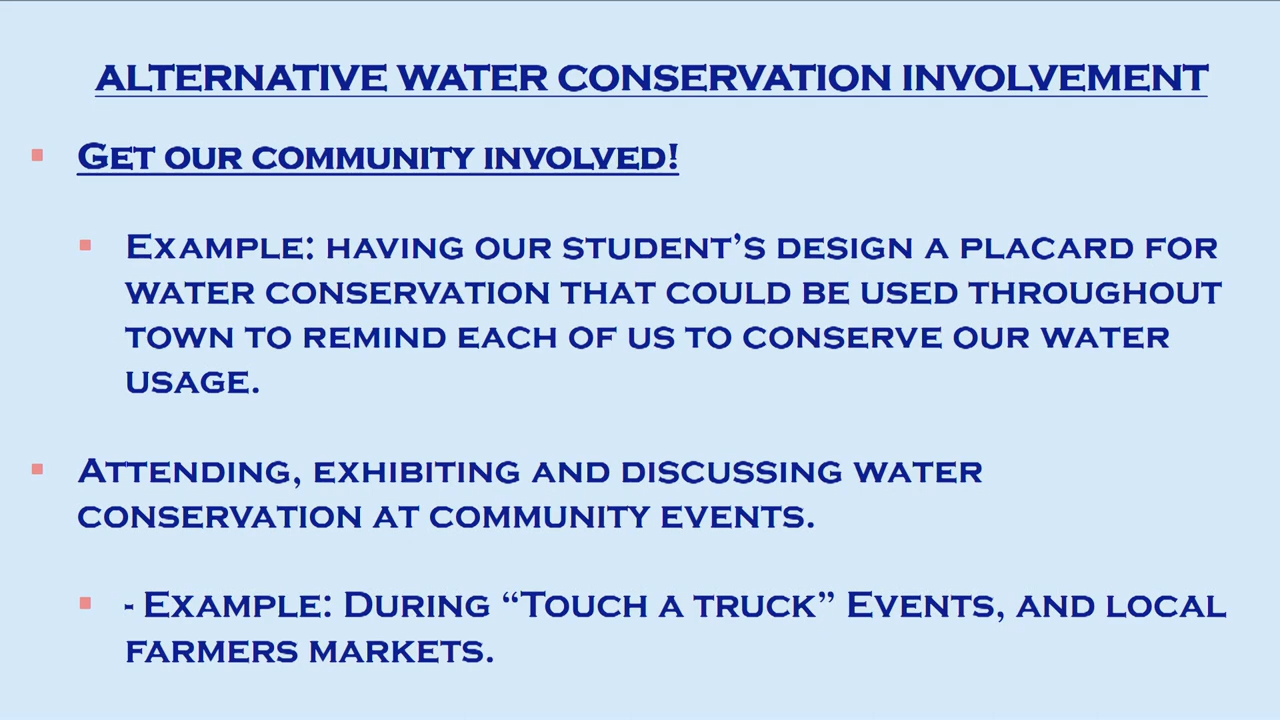 ALTERNATIVE WATER CONSERVATION INVOLVEMENT
GET OUR COMMUNITY INVOLVED!
EXAMPLE: HAVING OUR STUDENT’S DESIGN A PLACARD FOR
WATER CONSERVATION THAT COULD BE USED THROUGHOUT
TOWN TO REMIND EACH OF US TO CONSERVE OUR WATER
USAGE.
ATTENDING, EXHIBITING AND DISCUSSING WATER
CONSERVATION AT COMMUNITY EVENTS.
- EXAMPLE: DURING “TOUCH A TRUCK” EVENTS, AND LOCAL
FARMERS MARKETS.